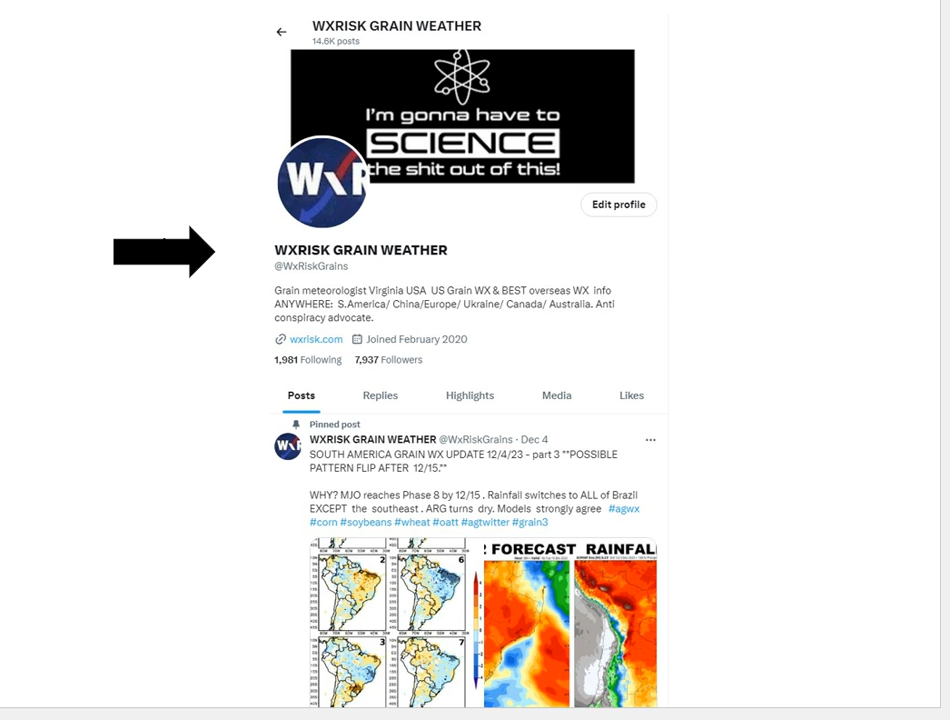 WXRISK GRAIN WEATHER
14.6K posts
I'm gonna have to
SCIENCE
the shit out of this!
WXR
Edit profile
WXRISK GRAIN WEATHER
@WxRiskGrains
Grain meteorologist Virginia USA US Grain WX & BEST overseas WX info
ANYWHERE: S.America/ China/Europe/ Ukraine/ Canada/ Australia. Anti
conspiracy advocate.
wxrisk.com Joined February 2020
1,981 Following 7,937 Followers
Posts Replies Highlights Media Likes
Pinned post
WXRISK GRAIN WEATHER @WxRiskGrains · Dec 4
SOUTH AMERICA GRAIN WX UPDATE 12/4/23 - part 3 **POSSIBLE
PATTERN FLIP AFTER 12/15.**
WHY? MJO reaches Phase 8 by 12/15 . Rainfall switches to ALL of Brazil
EXCEPT the southeast . ARG turns dry. Models strongly agree #agwx
#corn #soybeans #wheat #oatt #agtwitter #grain3
FORECAST RAINFAL
2 6
3 7